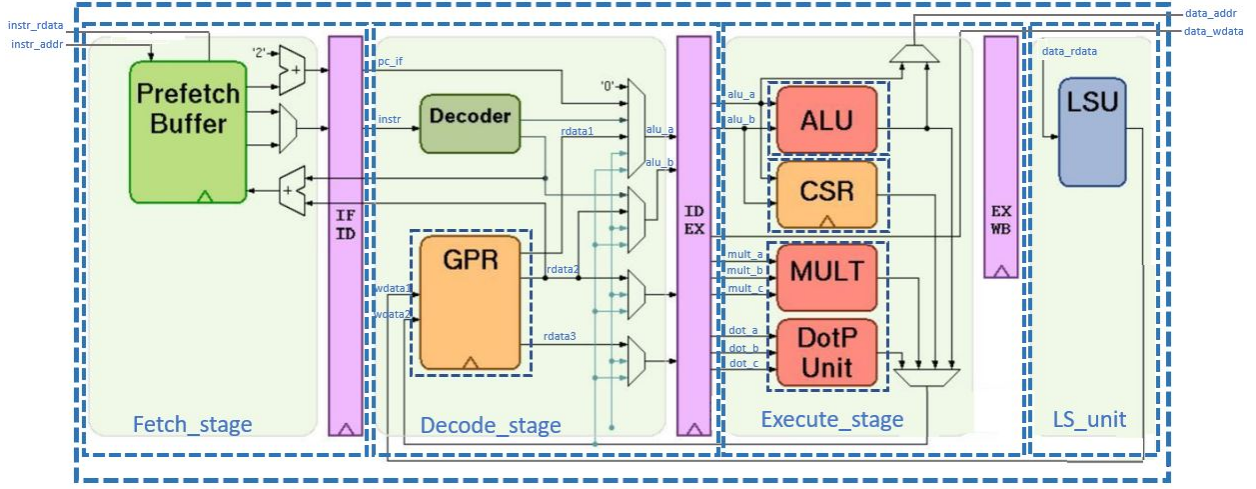 instr_rdata
instr_addr
Prefetch
Buffer
'2'
+
+
Fetch_stage
IF
ID
pc_if
instr
Decoder
'0'
rdata1
alu_a
alu_b
GPR
wdata1
wdata2
rdata2
rdata3
Decode_stage
ID
EX
alu_a
alu_b
ALU
CSR
mult_a
mult_b
mult_c
MULT
dot_a
dot_b
dot_c
DotP
Unit
Execute_stage
EX
WB
data_addr
data_wdata
data_rdata
LSU
LS_unit